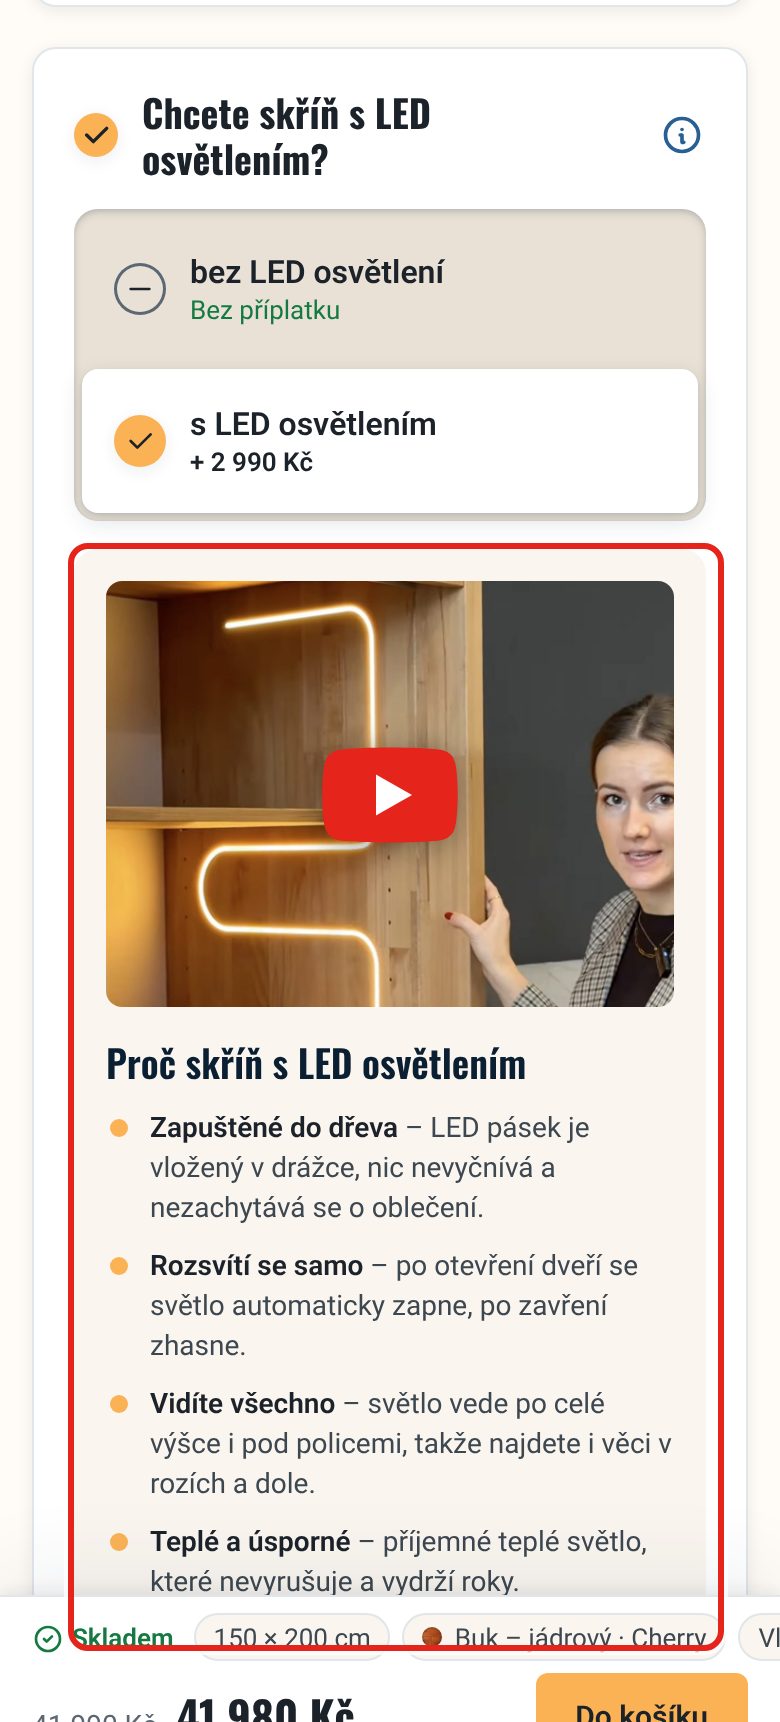 Chcete skříň s LED
osvětlením?
bez LED osvětlení
Bez příplatku
s LED osvětlením
+ 2 990 Kč
Proč skříň s LED osvětlením
Zapuštěné do dřeva – LED pásek je
vložený v drážce, nic nevyčnívá a
nezachytává se o oblečení.
Rozsvítí se samo – po otevření dveří se
světlo automaticky zapne, po zavření
zhasne.
Vidíte všechno – světlo vede po celé
výšce i pod policemi, takže najdete i věci v
rozích a dole.
Teplé a úsporné – příjemné teplé světlo,
které nevyrušuje a vydrží roky.
Skladem 150 × 200 cm Buk – jádrový · Cherry
41 980 Kč Do košíku